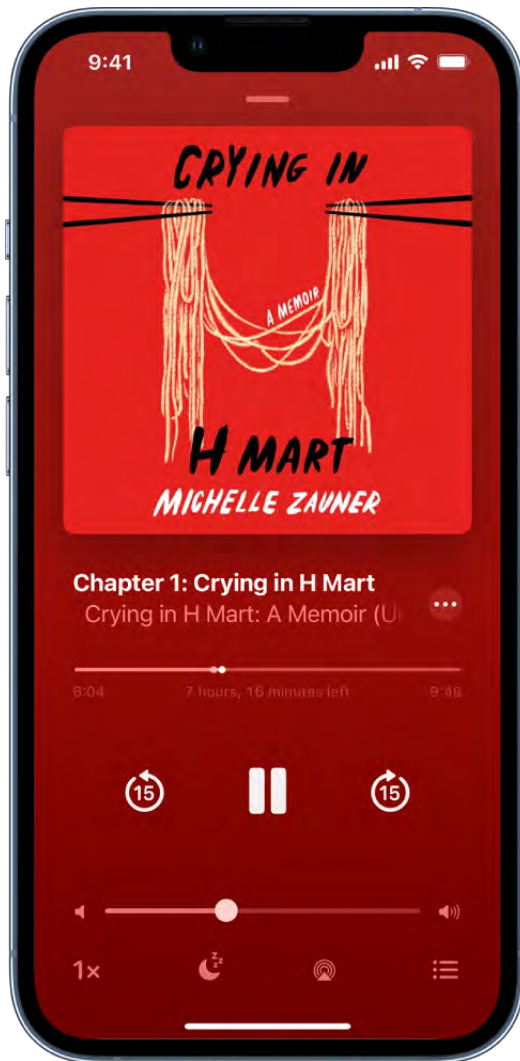 9:41
CRYING IN
A MEMOIR
H MART
MICHELLE ZAUNER
Chapter 1: Crying in H Mart
Crying in H Mart: A Memoir (U
6:04 7 hours, 16 minutes left 9:46
15 15
1×
zzz